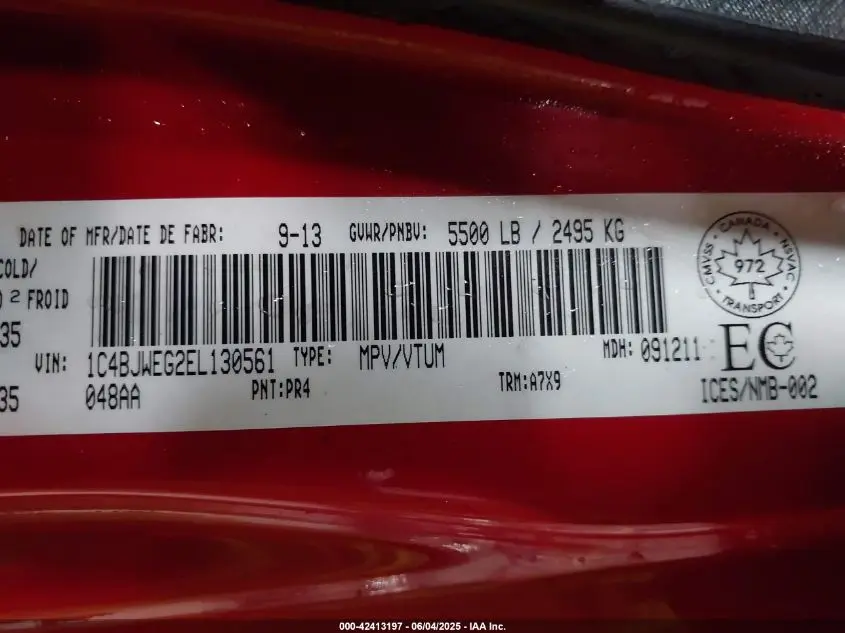 DATE OF MFR/DATE DE FABR: 9-13 GVWR/PNBV: 5500 LB / 2495 KG
COLD/
2 FROID
35
VIN: 1C4BJWEG2EL130561 TYPE: MPV/VTUM MDH: 091211
35 048AA PNT:PR4 TRM:A7X9
CANADA
CMVSS NSVAC
972
TRANSPORT
EC
ICES/NMB-002
000-42413197 - 06/04/2025 - IAA Inc.